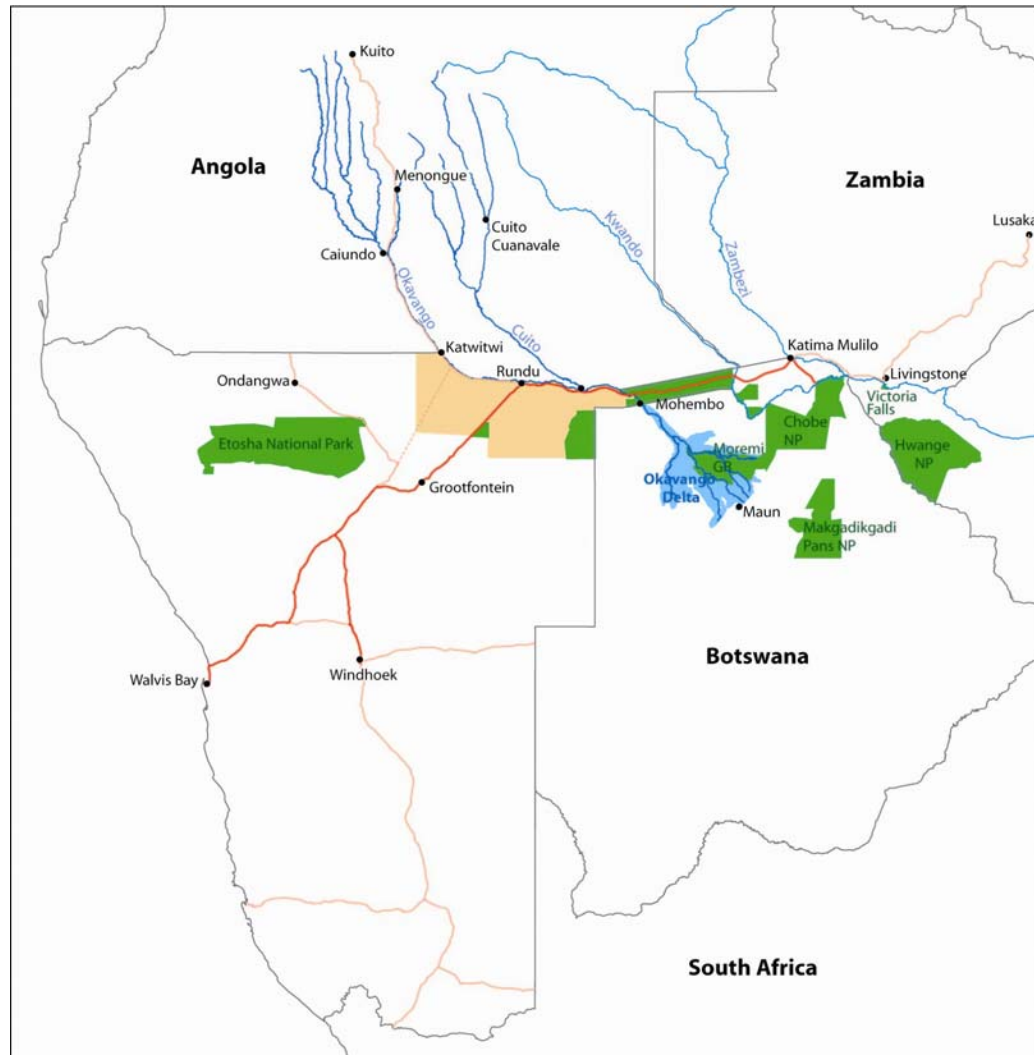 Kuito
Angola
Menongue
Zambia
Lusaka
Cuito
Cuanavale
Kwando
Caiundo
Zambezi
Okavango
Cuito
Katwitwi
Katima Mulilo
Ondangwa
Rundu
Livingstone
Mohembo
Victoria
Falls
Chobe
NP
Etosha National Park
Moremi
GR
Hwange
NP
Okavango
Delta
Grootfontein
Maun
Makgadikgadi
Pans NP
Botswana
Walvis Bay
Windhoek
South Africa